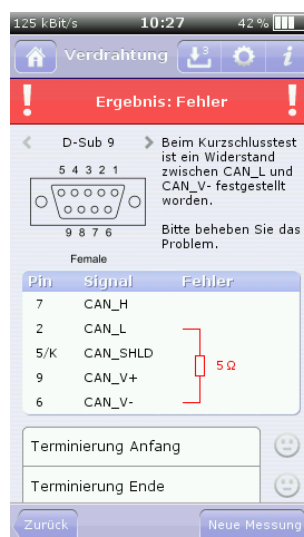 125 kBit/s 10:27 42 %
Verdrahtung 3 i
! Ergebnis: Fehler !
D-Sub 9
5 4 3 2 1
9 8 7 6
Female
Beim Kurzschlusstest
ist ein Widerstand
zwischen CAN_L und
CAN_V- festgestellt
worden.
Bitte beheben Sie das
Problem.
Pin Signal Fehler
7 CAN_H
2 CAN_L
5/K CAN_SHLD
5 Ω
9 CAN_V+
6 CAN_V-
Terminierung Anfang
Terminierung Ende
Zurück Neue Messung